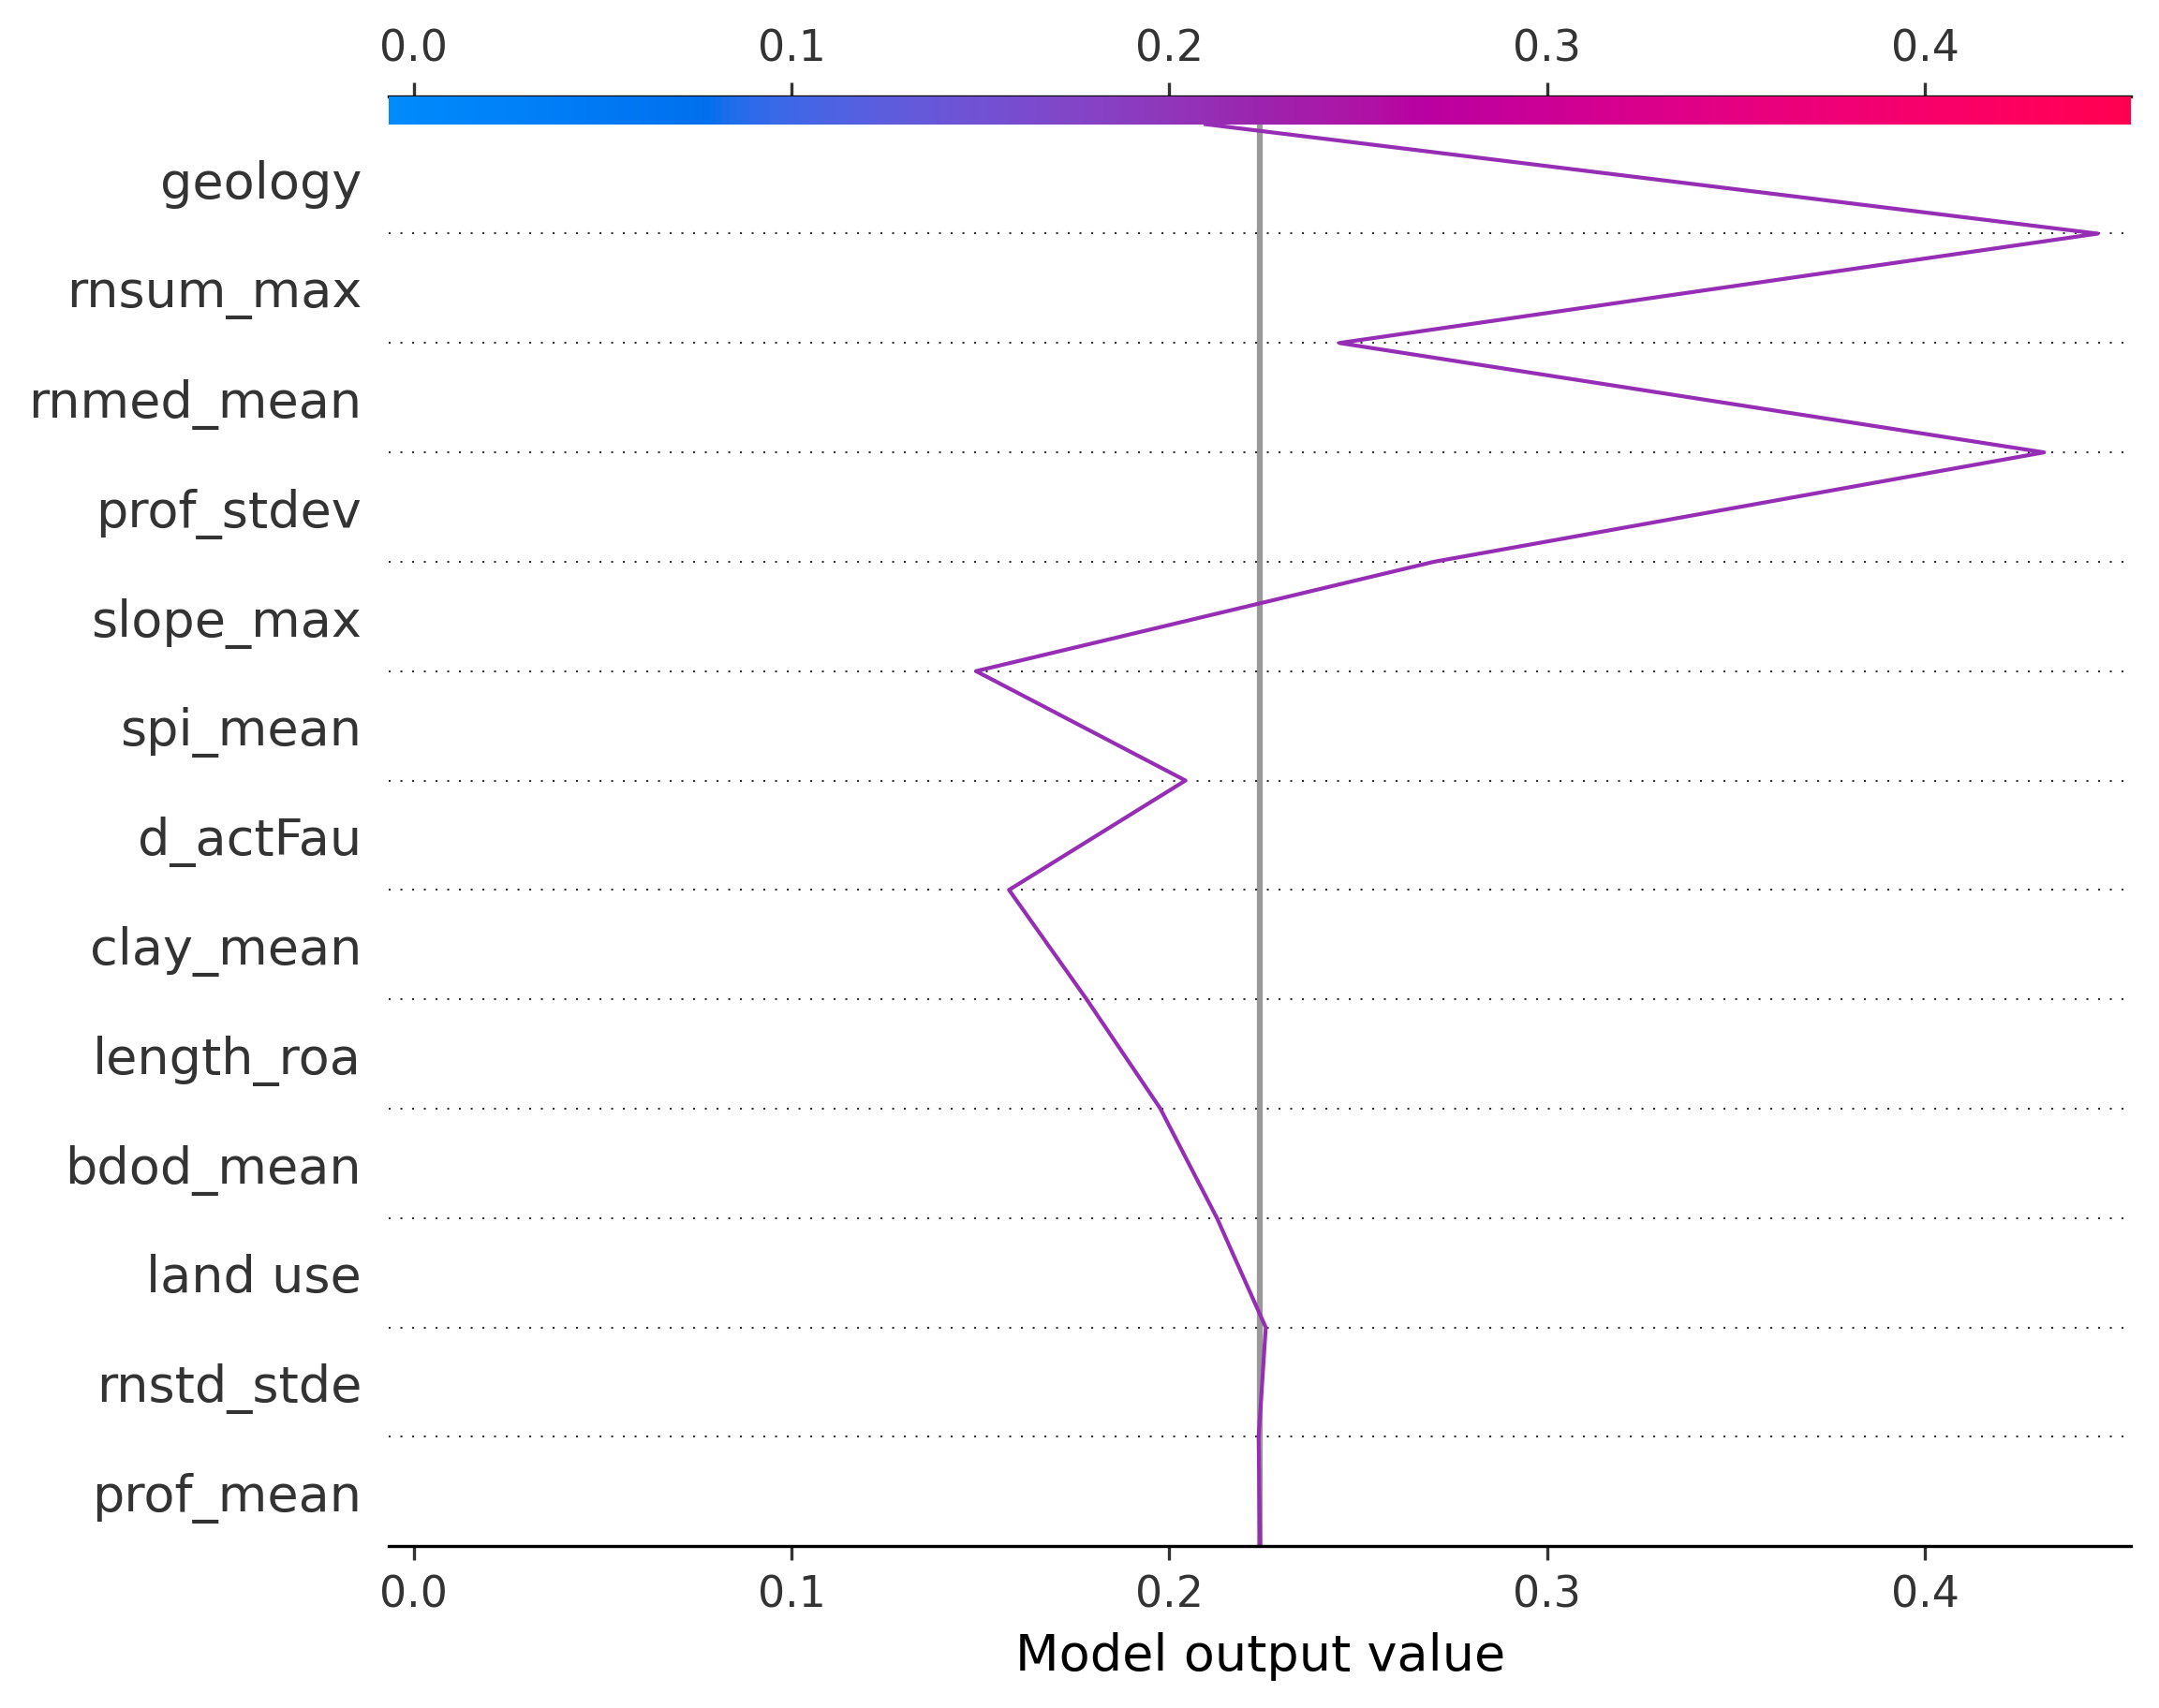 0.0 0.1 0.2 0.3 0.4
geology
rnsum_max
rnmed_mean
prof_stdev
slope_max
spi_mean
d_actFau
clay_mean
length_roa
bdod_mean
land use
rnstd_stde
prof_mean
0.0 0.1 0.2 0.3 0.4
Model output value